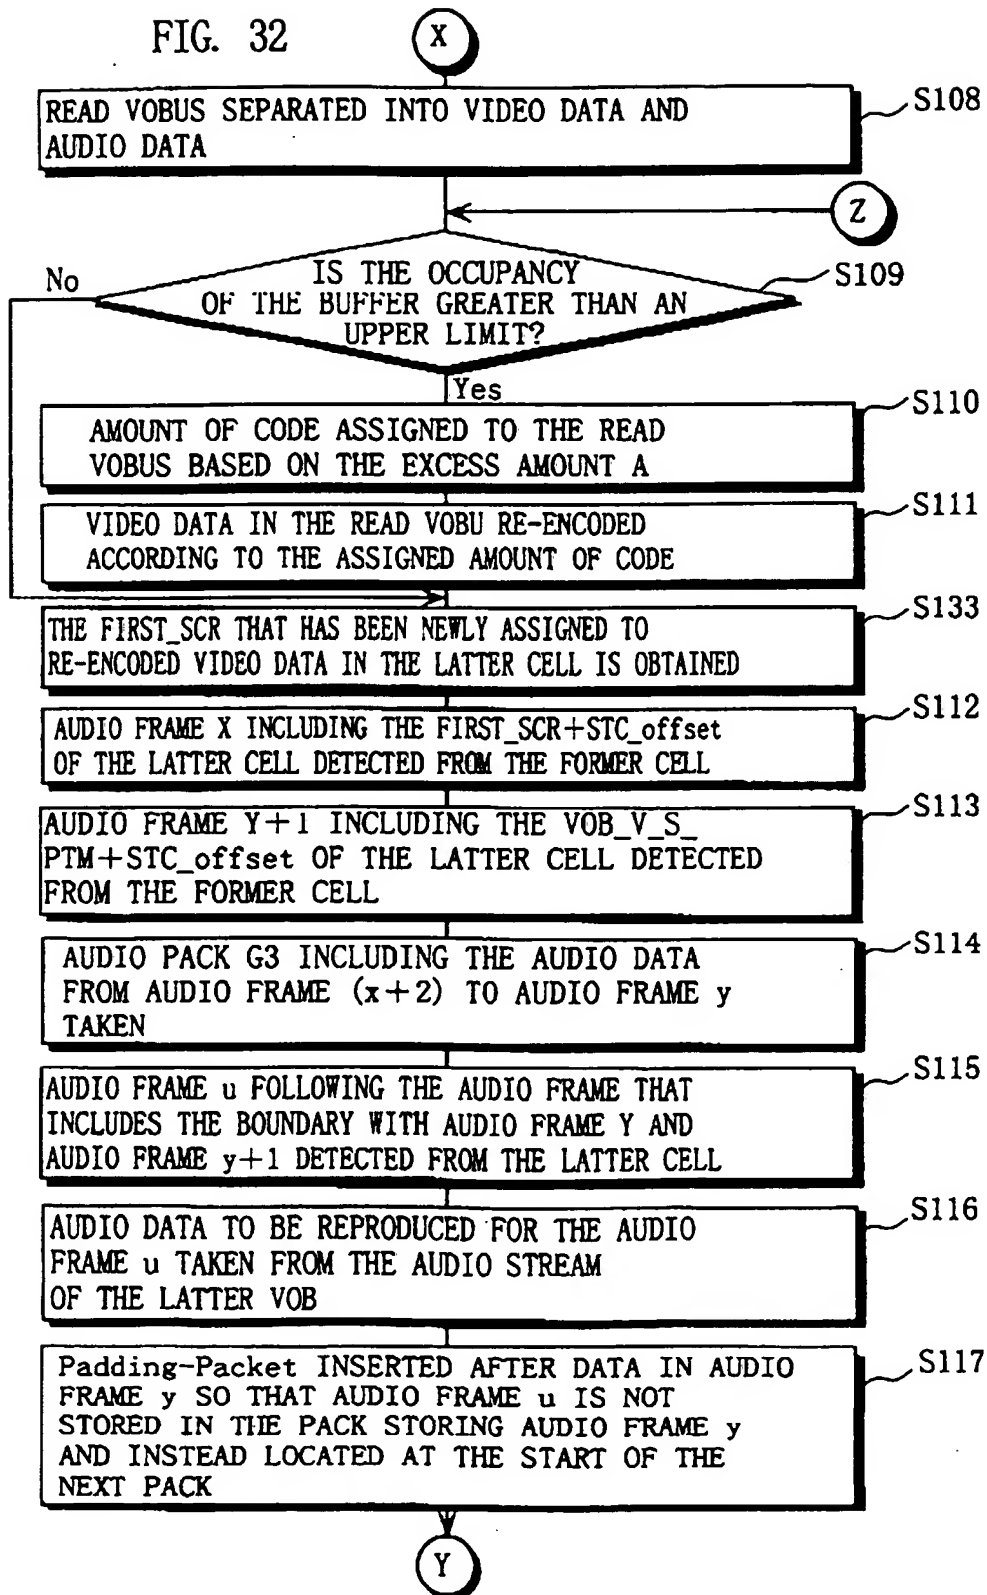 FIG. 32
X
READ VOBUS SEPARATED INTO VIDEO DATA AND
AUDIO DATA
S108
Z
IS THE OCCUPANCY
OF THE BUFFER GREATER THAN AN
UPPER LIMIT?
S109
No
Yes
AMOUNT OF CODE ASSIGNED TO THE READ
VOBUS BASED ON THE EXCESS AMOUNT A
S110
VIDEO DATA IN THE READ VOBU RE-ENCODED
ACCORDING TO THE ASSIGNED AMOUNT OF CODE
S111
THE FIRST_SCR THAT HAS BEEN NEWLY ASSIGNED TO
RE-ENCODED VIDEO DATA IN THE LATTER CELL IS OBTAINED
S133
AUDIO FRAME X INCLUDING THE FIRST_SCR+STC_offset
OF THE LATTER CELL DETECTED FROM THE FORMER CELL
S112
AUDIO FRAME Y+1 INCLUDING THE VOB_V_S_
PTM+STC_offset OF THE LATTER CELL DETECTED
FROM THE FORMER CELL
S113
AUDIO PACK G3 INCLUDING THE AUDIO DATA
FROM AUDIO FRAME (x+2) TO AUDIO FRAME y
TAKEN
S114
AUDIO FRAME u FOLLOWING THE AUDIO FRAME THAT
INCLUDES THE BOUNDARY WITH AUDIO FRAME Y AND
AUDIO FRAME y+1 DETECTED FROM THE LATTER CELL
S115
AUDIO DATA TO BE REPRODUCED FOR THE AUDIO
FRAME u TAKEN FROM THE AUDIO STREAM
OF THE LATTER VOB
S116
Padding-Packet INSERTED AFTER DATA IN AUDIO
FRAME y SO THAT AUDIO FRAME u IS NOT
STORED IN THE PACK STORING AUDIO FRAME y
AND INSTEAD LOCATED AT THE START OF THE
NEXT PACK
S117
Y